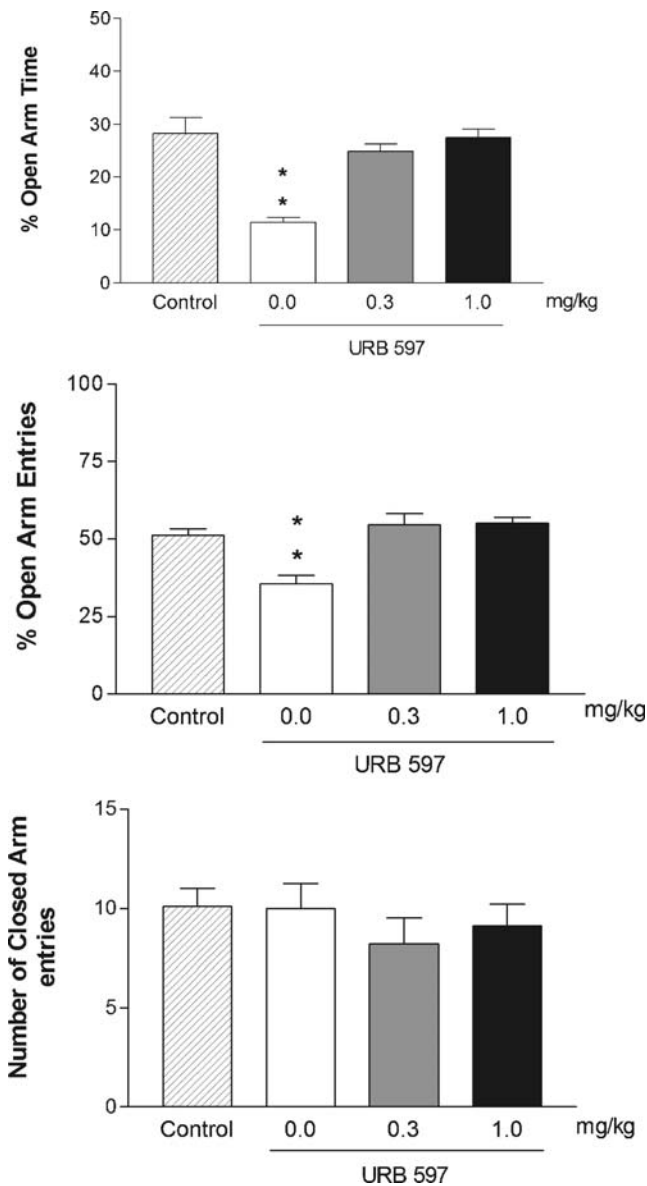 % Open Arm Time
50
40
30
20
10
0
*
*
Control 0.0 0.3 1.0 mg/kg
URB 597
% Open Arm Entries
100
75
50
25
0
*
*
Control 0.0 0.3 1.0 mg/kg
URB 597
Number of Closed Arm
entries
15
10
5
0
Control 0.0 0.3 1.0 mg/kg
URB 597